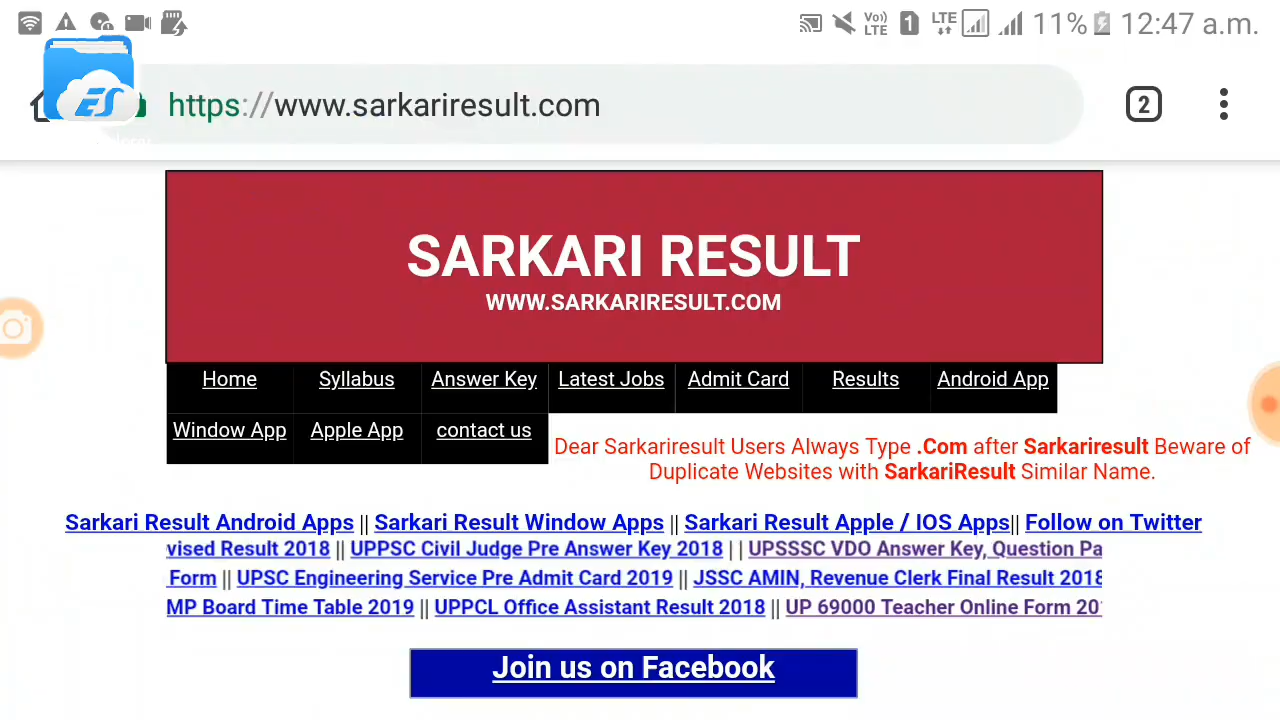 Vo)) LTE 1 LTE 11% 12:47 a.m.
ES
https://www.sarkariresult.com 2
SARKARI RESULT
WWW.SARKARIRESULT.COM
Home Syllabus Answer Key Latest Jobs Admit Card Results Android App
Window App Apple App contact us
Dear Sarkariresult Users Always Type .Com after Sarkariresult Beware of
Duplicate Websites with SarkariResult Similar Name.
Sarkari Result Android Apps || Sarkari Result Window Apps || Sarkari Result Apple / IOS Apps|| Follow on Twitter
vised Result 2018 || UPPSC Civil Judge Pre Answer Key 2018 | | UPSSSC VDO Answer Key, Question Pa
Form || UPSC Engineering Service Pre Admit Card 2019 || JSSC AMIN, Revenue Clerk Final Result 2018
MP Board Time Table 2019 || UPPCL Office Assistant Result 2018 || UP 69000 Teacher Online Form 20
Join us on Facebook